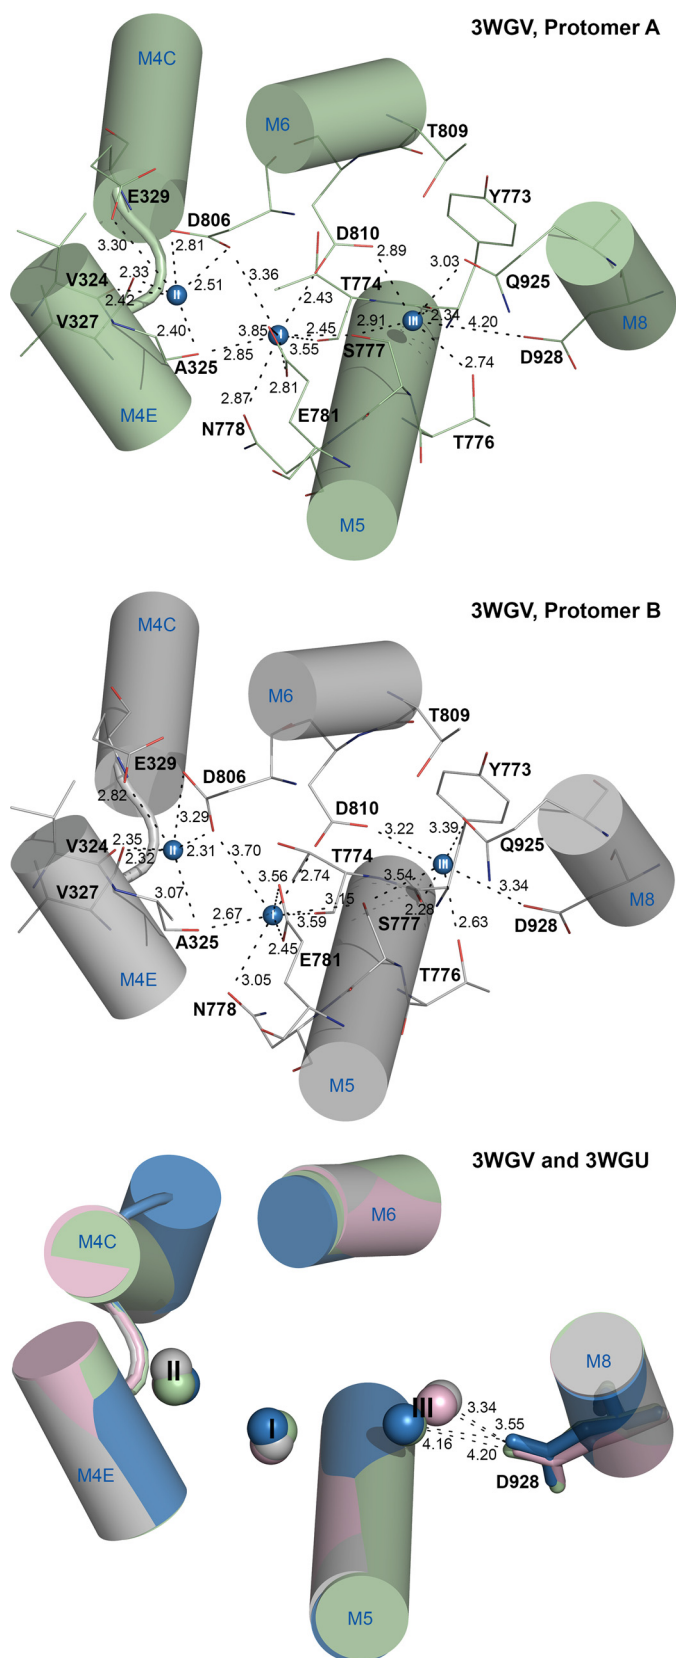 3WGV, Protomer A
M4C
M6
T809
E329
Y773
D806
3.30
2.81
D810
2.89
3.03
V324
2.33
3.36
T774
Q925
2.42
II
2.51
2.43
2.34
V327
2.40
3.85
I
2.45
2.91
III
4.20
M8
A325
2.85
3.55
S777
D928
2.74
M4E
2.87
2.81
N778
E781
T776
M5
3WGV, Protomer B
M4C
M6
T809
E329
D806
Y773
2.82
D810
3.29
3.22
3.39
V324
2.35
II
2.31
3.70
T774
Q925
2.32
III
V327
3.07
3.56
2.74
3.54
3.34
M8
2.67
I
3.15
2.28
A325
3.59
S777
2.63
D928
M4E
2.45
E781
3.05
T776
N778
M5
3WGV and 3WGU
M6
M4C
M8
II
III
3.34
I
3.55
4.16
4.20
M4E
D928
M5